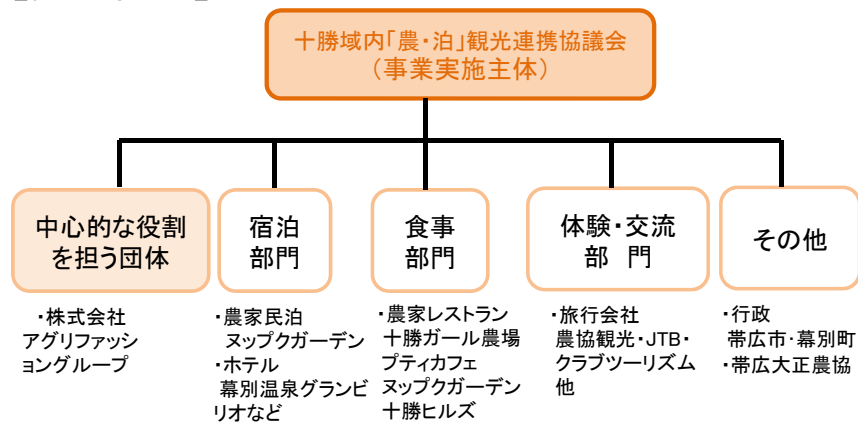 十勝域内「農・泊」観光連携協議会
（事業実施主体）
中心的な役割
を担う団体
宿泊
部門
食事
部門
体験・交流
部　門
その他
・株式会社
アグリファッシ
ョングループ
・農家民泊
ヌップクガーデン
・ホテル
幕別温泉グランビ
リオなど
・農家レストラン
十勝ガール農場
プティカフェ
ヌップクガーデン
十勝ヒルズ
・旅行会社
農協観光・JTB・
クラブツーリズム
他
・行政
帯広市・幕別町
・帯広大正農協